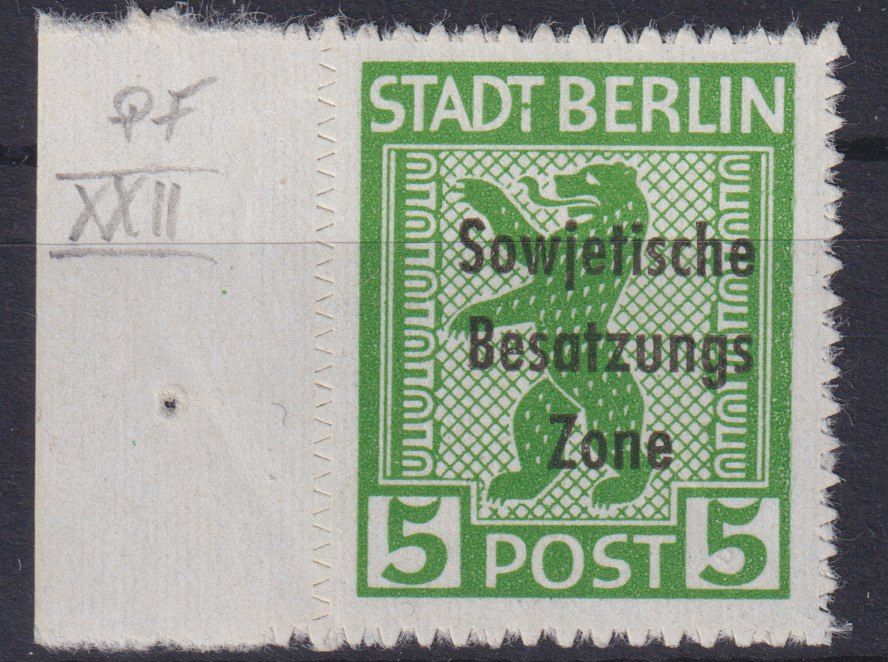 PF
XXII
STADT BERLIN
Sowjetische
Besatzungs
Zone
5 POST 5